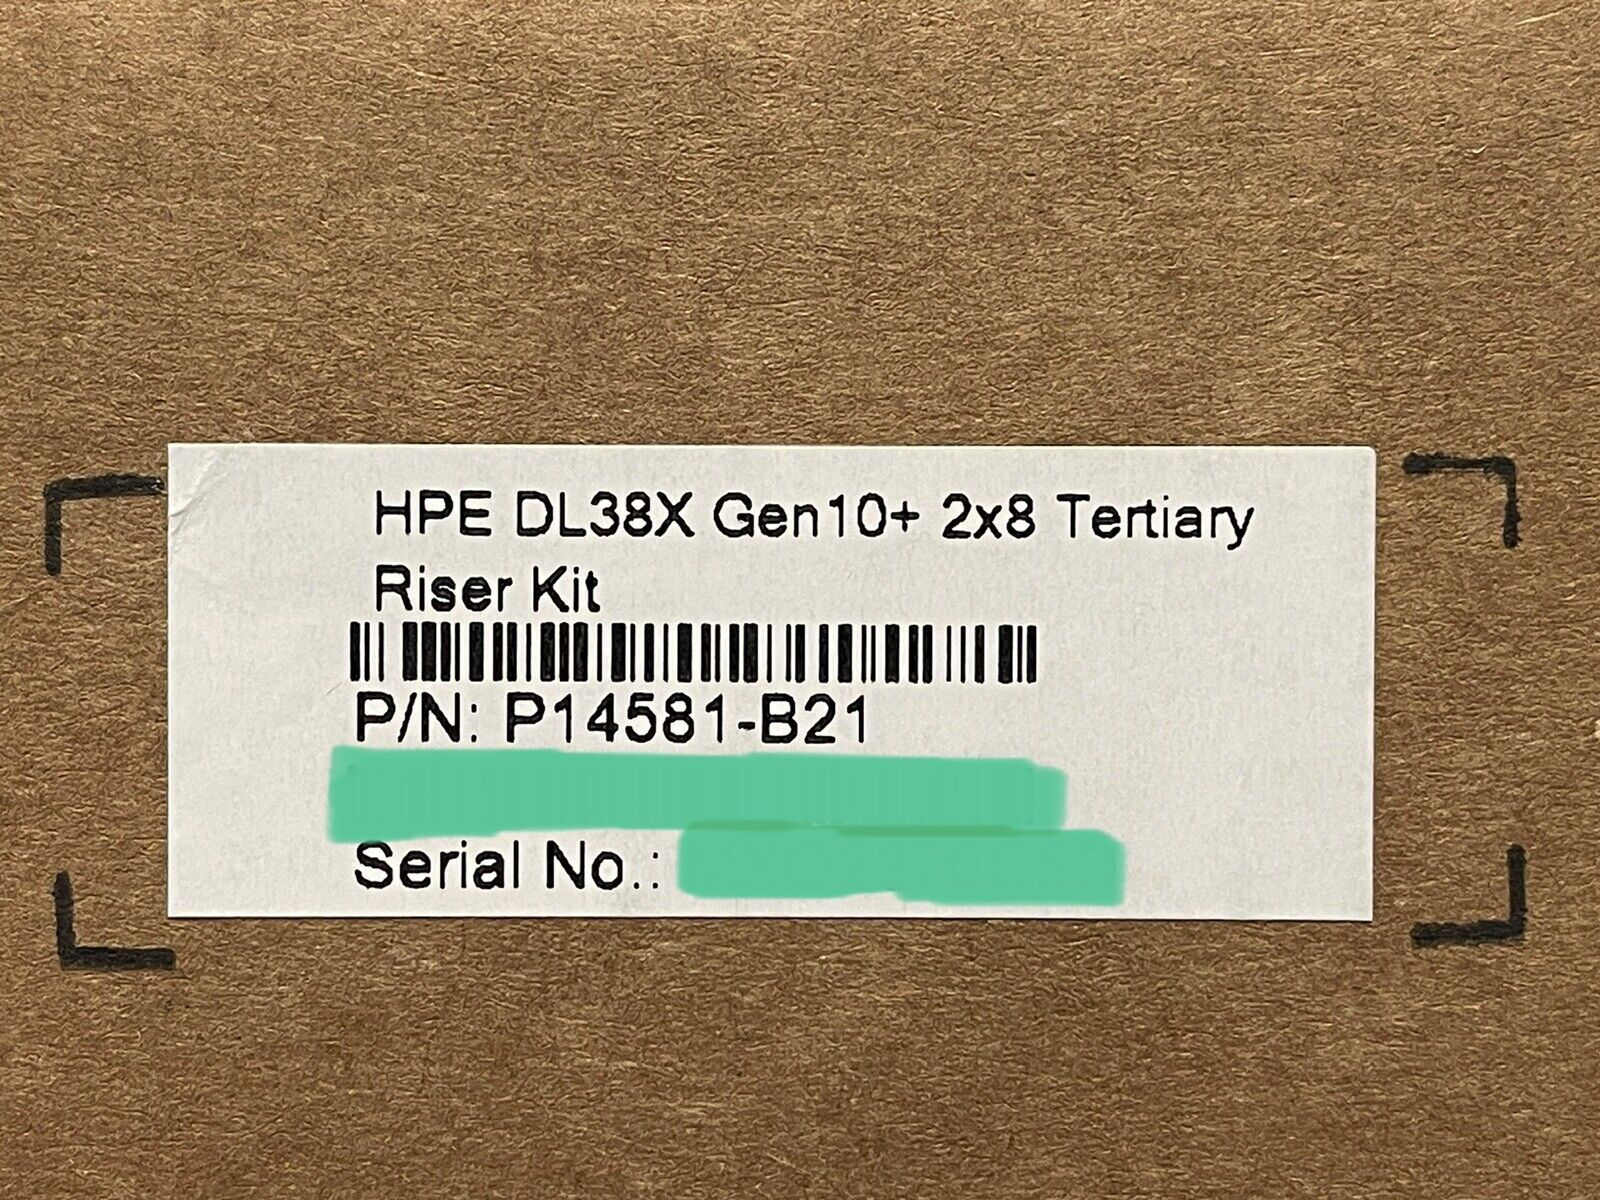 HPE DL38X Gen10+ 2x8 Tertiary
Riser Kit
P/N: P14581-B21
Serial No.: